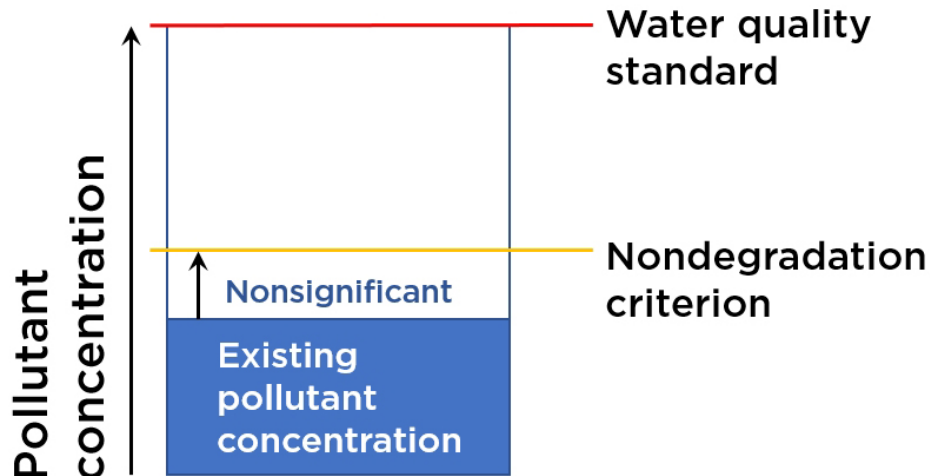 Pollutant
concentration
Water quality
standard
Nondegradation
criterion
Nonsignificant
Existing
pollutant
concentration